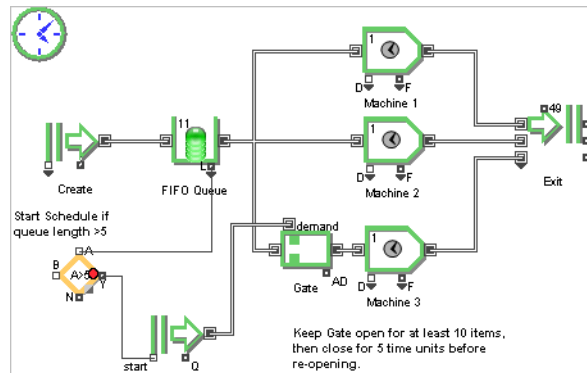 1
D
F
Machine 1
11
L
Create
FIFO Queue
1
D
F
Machine 2
49
Exit
Start Schedule if
queue length >5
A
B
A>5
Y
N
demand
Gate
AD
1
D
F
Machine 3
start
Q
Keep Gate open for at least 10 items,
then close for 5 time units before
re-opening.